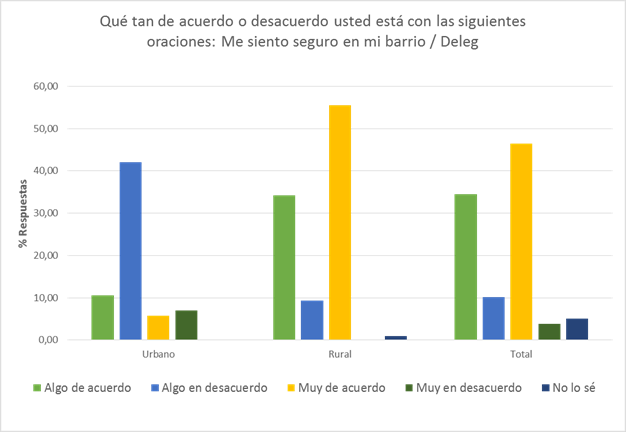 Qué tan de acuerdo o desacuerdo usted está con las siguientes
oraciones: Me siento seguro en mi barrio / Deleg
60,00
50,00
40,00
30,00
20,00
10,00
0,00
% Respuestas
Urbano Rural Total
Algo de acuerdo Algo en desacuerdo Muy de acuerdo Muy en desacuerdo No lo sé